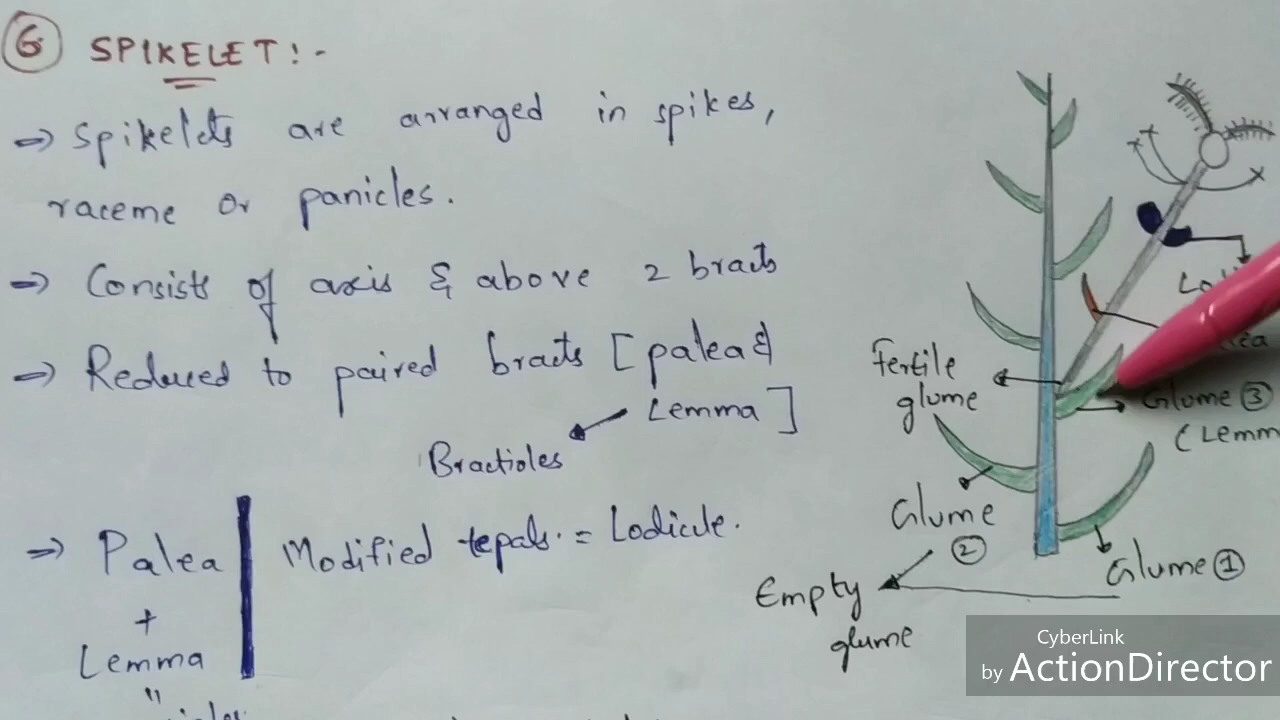 6 SPIKELET! -
⇒ Spikelets are arranged in spikes,
raceme or panicles.
⇒ Consists of axis & above 2 bracts
⇒ Reduced to paired bracts [palea &
Lemma]
Bractioles
⇒ Palea | Modified tepals. = Lodicule.
+
Lemma
"
Fertile
glume
Glume 3
(Lemm
Glume
2
Glume 1
Empty
glume
CyberLink
by ActionDirector